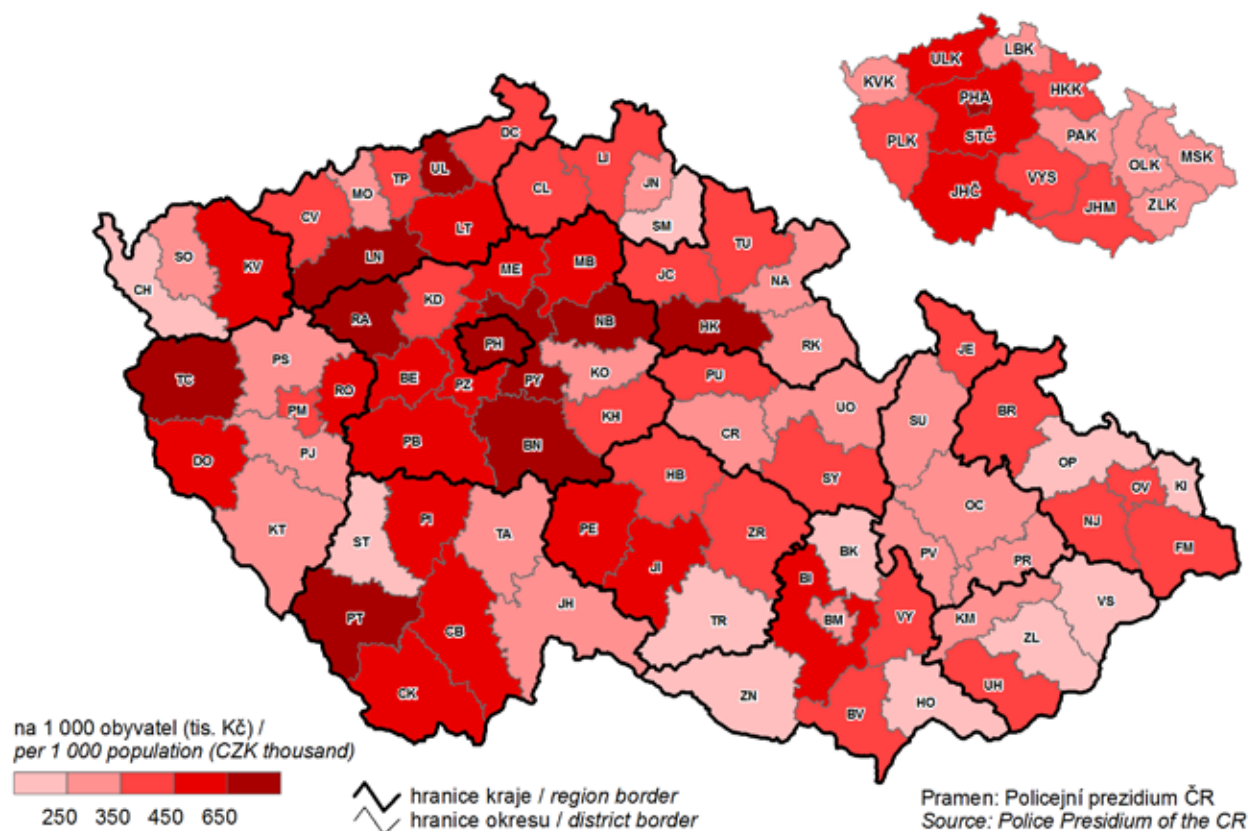 LBK
ULK
KVK
HKK
PHA
PAK
STČ
PLK
MSK
OLK
VYS
JHČ
ZLK
JHM
DC
LI
UL
TP
JN
MO
CL
CV
SM
LT
TU
SO
LN
KV
ME
MB
JC
NA
CH
KD
RA
NB
HK
PH
RK
JE
PS
KO
TC
PY
PU
BE
PZ
RO
UO
BR
PM
KH
SU
CR
PB
BN
PJ
DO
OP
HB
SY
OV
KI
OC
NJ
KT
PI
TA
PE
ZR
ST
BK
FM
PV
PR
JI
BI
VS
JH
PT
KM
TR
BM
VY
CB
ZL
UH
CK
ZN
HO
BV
na 1 000 obyvatel (tis. Kč) /
per 1 000 population (CZK thousand)
250 350 450 650
hranice kraje / region border
hranice okresu / district border
Pramen: Policejní prezidium ČR
Source: Police Presidium of the CR